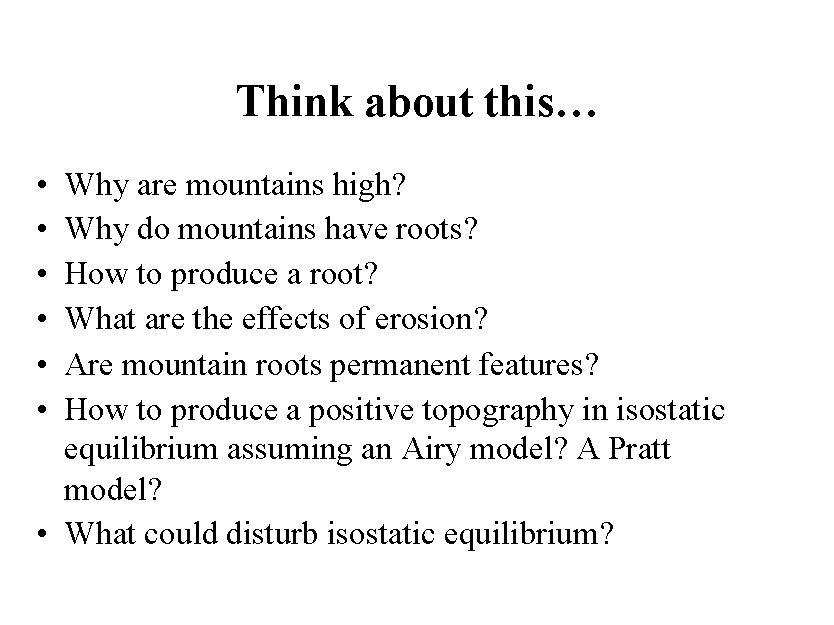 Think about this…
• Why are mountains high?
• Why do mountains have roots?
• How to produce a root?
• What are the effects of erosion?
• Are mountain roots permanent features?
• How to produce a positive topography in isostatic
equilibrium assuming an Airy model? A Pratt
model?
• What could disturb isostatic equilibrium?